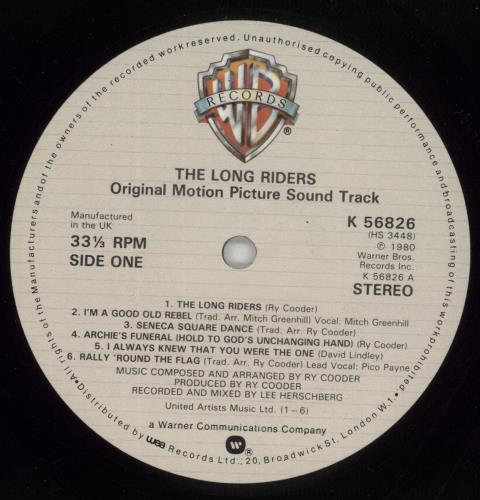 All rights of the Manufacturers and of the owners of the recorded work reserved. Unauthorised copying public performance and broadcasting of this work prohibited.
WB
RECORDS
®
THE LONG RIDERS
Original Motion Picture Sound Track
Manufactured
in the UK
33⅓ RPM
SIDE ONE
K 56826
(HS 3448)
℗ 1980
Warner Bros.
Records Inc.
K 56826 A
STEREO
1. THE LONG RIDERS (Ry Cooder)
2. I'M A GOOD OLD REBEL (Trad. Arr. Mitch Greenhill) Vocal: Mitch Greenhill
3. SENECA SQUARE DANCE (Trad. Arr. Ry Cooder)
4. ARCHIE'S FUNERAL (HOLD TO GOD'S UNCHANGING HAND) (Ry Cooder)
5. I ALWAYS KNEW THAT YOU WERE THE ONE (David Lindley)
6. RALLY 'ROUND THE FLAG (Trad. Arr. Ry Cooder) Lead Vocal: Pico Payne
MUSIC COMPOSED AND ARRANGED BY RY COODER
PRODUCED BY RY COODER
RECORDED AND MIXED BY LEE HERSCHBERG
United Artists Music Ltd. (1–6)
a Warner Communications Company
®
Distributed by wea Records Ltd., 20, Broadwick St. London W1.